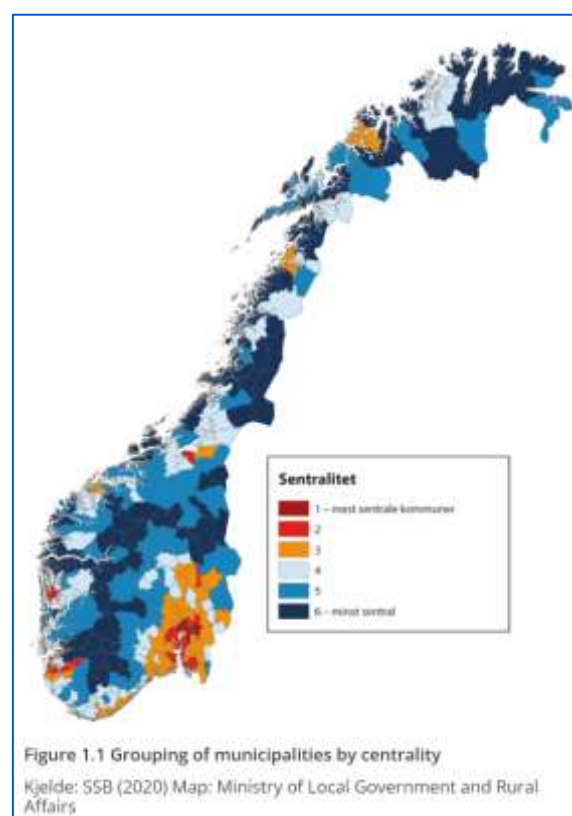 Sentralitet
1 – mest sentrale kommuner
2
3
4
5
6 – minst sentral
Figure 1.1 Grouping of municipalities by centrality
Kjelde: SSB (2020) Map: Ministry of Local Government and Rural
Affairs